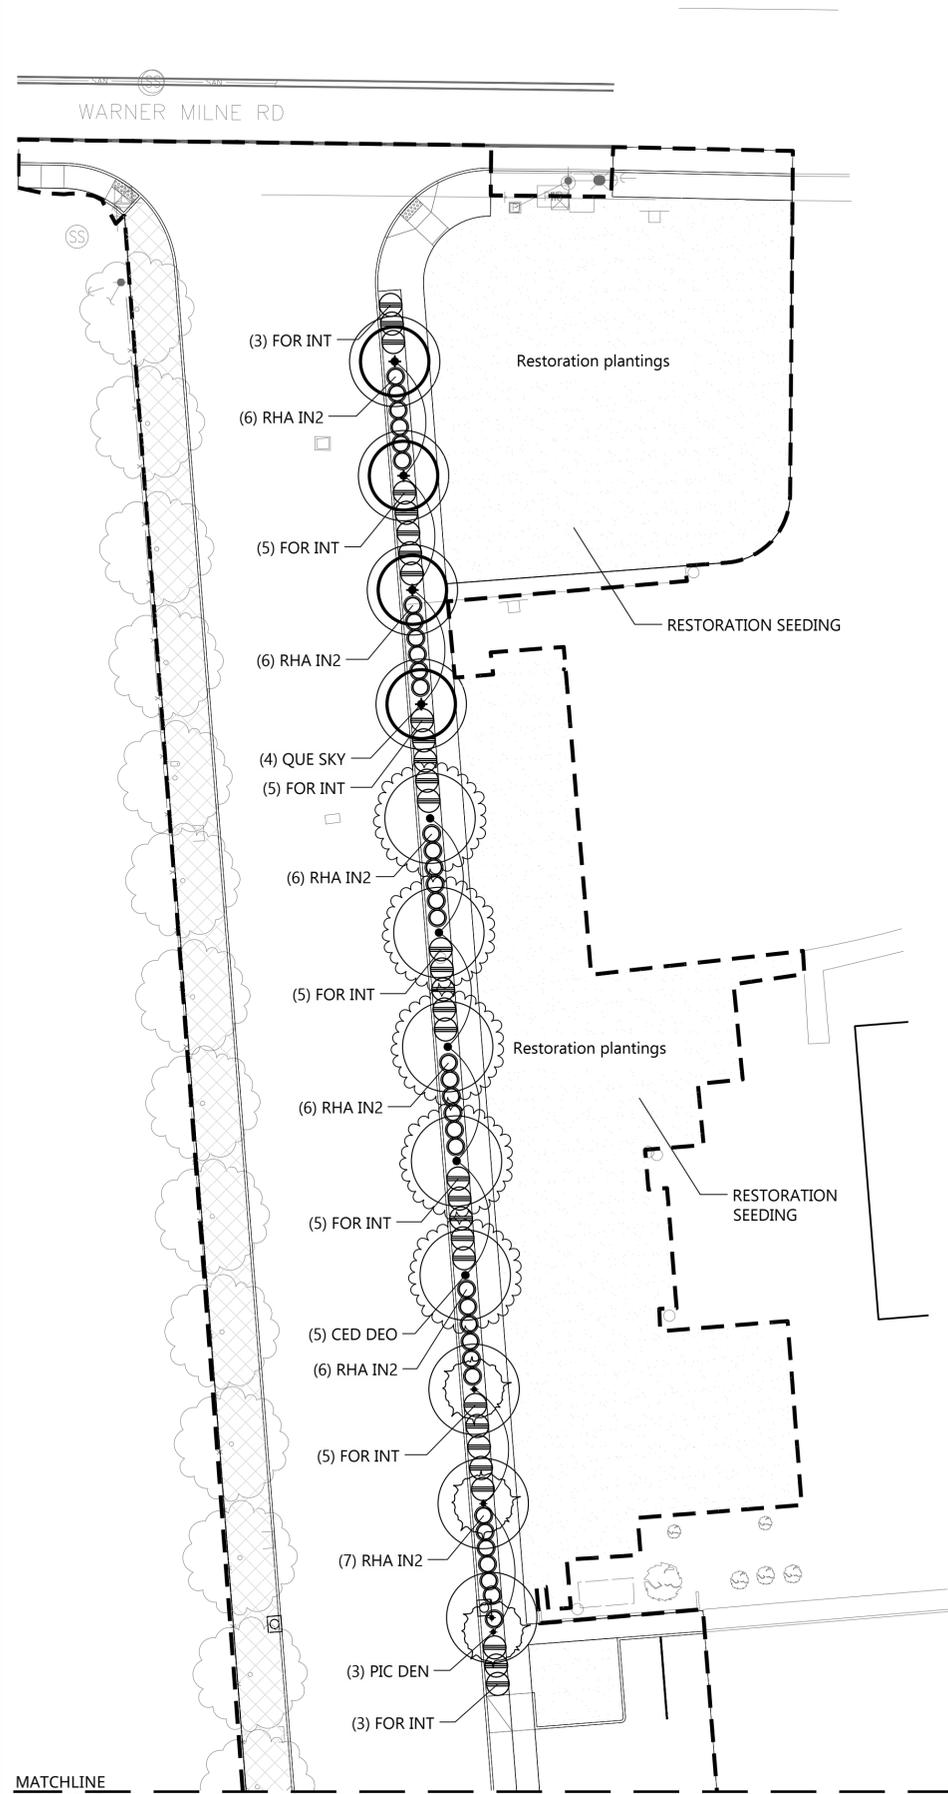 SAN
SS
SAN
WARNER MILNE RD
SS
(3) FOR INT
Restoration plantings
(6) RHA IN2
(5) FOR INT
RESTORATION SEEDING
(6) RHA IN2
(4) QUE SKY
(5) FOR INT
(6) RHA IN2
(5) FOR INT
Restoration plantings
(6) RHA IN2
RESTORATION
SEEDING
(5) FOR INT
(5) CED DEO
(6) RHA IN2
(5) FOR INT
(7) RHA IN2
(3) PIC DEN
(3) FOR INT
MATCHLINE